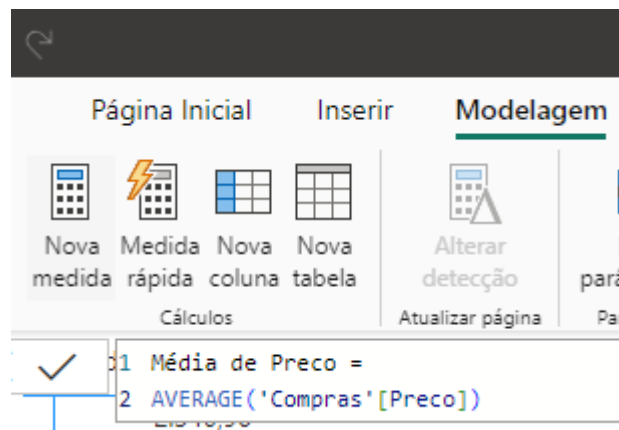 Página Inicial Inserir Modelagem
Nova Medida Nova Nova Alterar
medida rápida coluna tabela detecção
Cálculos Atualizar página
1 Média de Preco =
2 AVERAGE('Compras'[Preco])